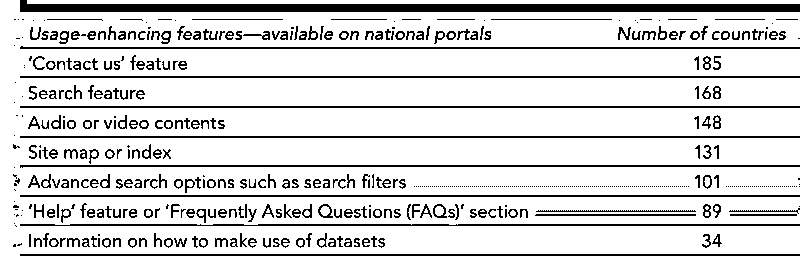 Usage-enhancing features—available on national portals Number of countries
'Contact us' feature 185
Search feature 168
Audio or video contents 148
Site map or index 131
Advanced search options such as search filters 101
'Help' feature or 'Frequently Asked Questions (FAQs)' section 89
Information on how to make use of datasets 34